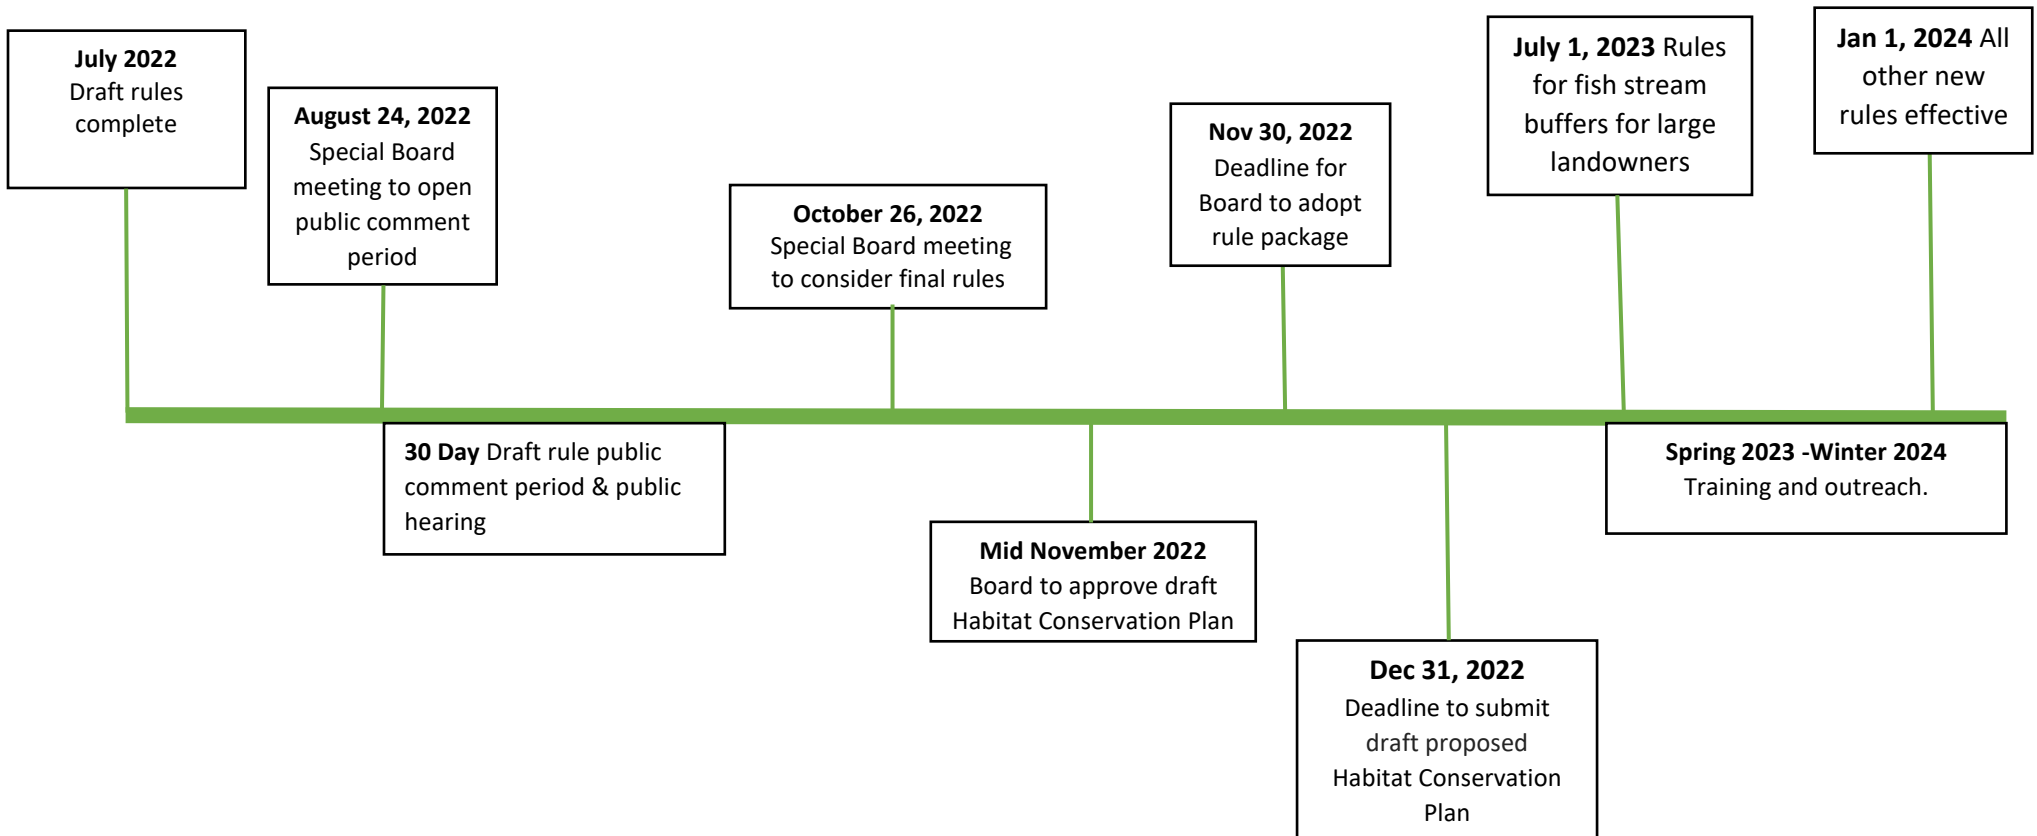 July 2022
Draft rules
complete
August 24, 2022
Special Board
meeting to open
public comment
period
30 Day Draft rule public
comment period & public
hearing
October 26, 2022
Special Board meeting
to consider final rules
Mid November 2022
Board to approve draft
Habitat Conservation Plan
Nov 30, 2022
Deadline for
Board to adopt
rule package
Dec 31, 2022
Deadline to submit
draft proposed
Habitat Conservation
Plan
July 1, 2023 Rules
for fish stream
buffers for large
landowners
Spring 2023 -Winter 2024
Training and outreach.
Jan 1, 2024 All
other new
rules effective